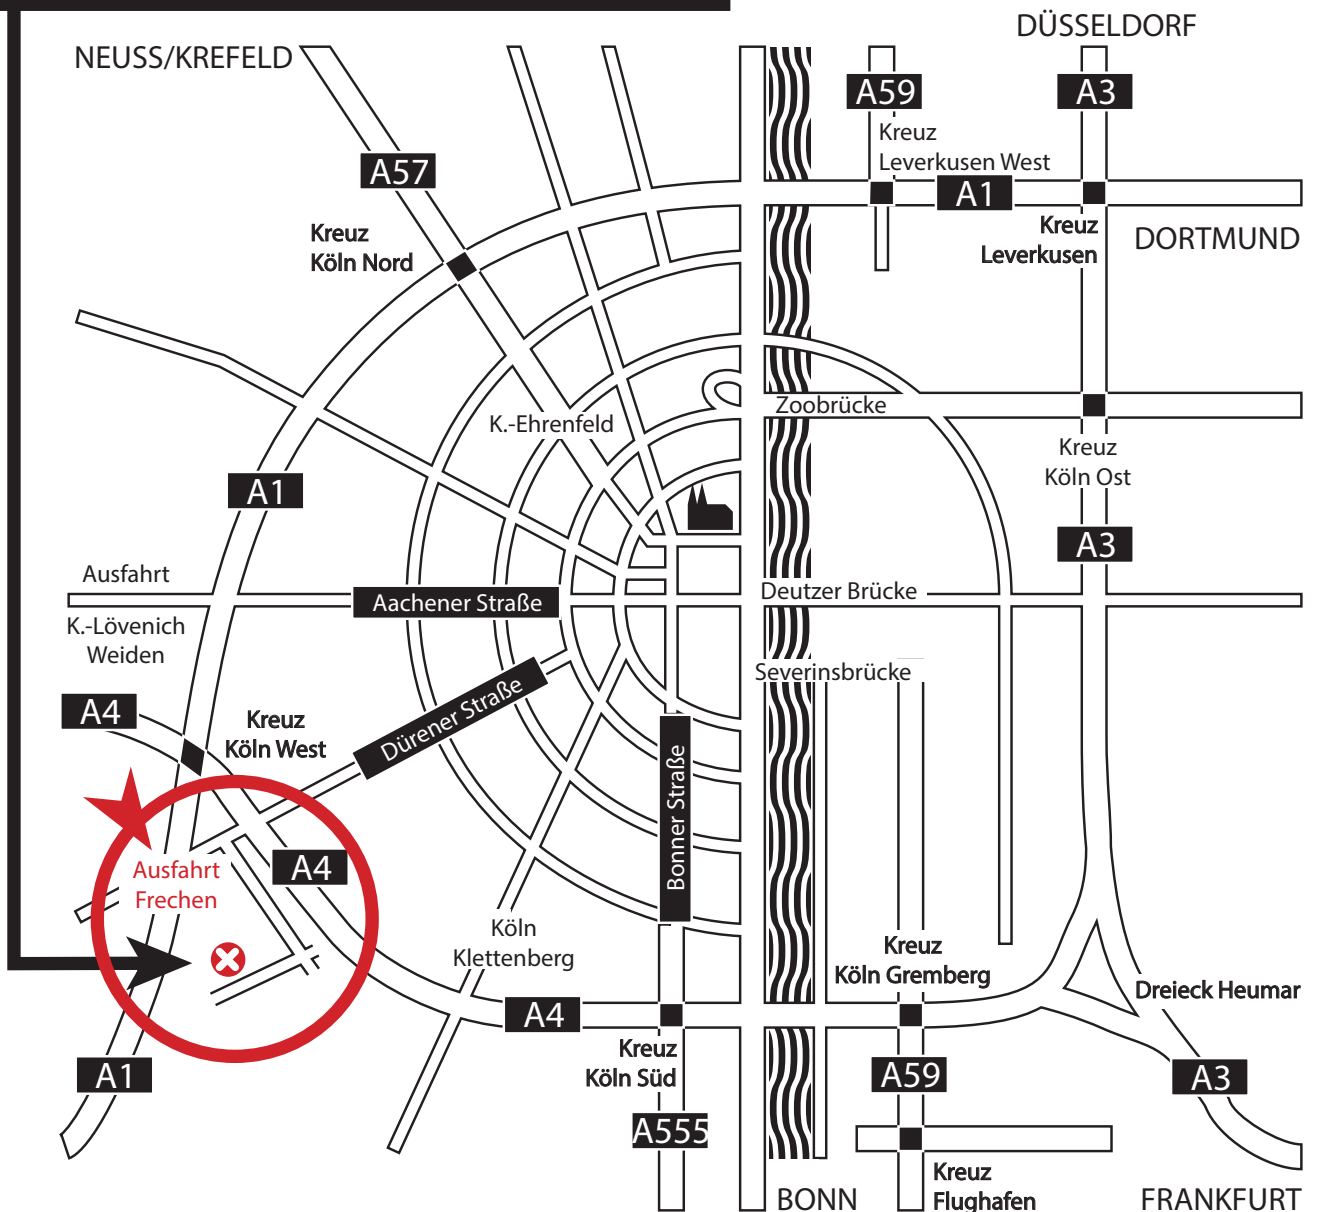 DÜSSELDORF
NEUSS/KREFELD
A59
A3
Kreuz
Leverkusen West
A57
A1
Kreuz
Köln Nord
Kreuz
Leverkusen
DORTMUND
Zoobrücke
K.-Ehrenfeld
Kreuz
Köln Ost
A1
A3
Ausfahrt
Aachener Straße
Deutzer Brücke
K.-Lövenich
Weiden
Severinsbrücke
A4
Kreuz
Köln West
Dürener Straße
Bonner Straße
Ausfahrt
Frechen
A4
Köln
Klettenberg
Kreuz
Köln Gremberg
Dreieck Heumar
A4
Kreuz
Köln Süd
A1
A59
A3
A555
Kreuz
Flughafen
BONN
FRANKFURT